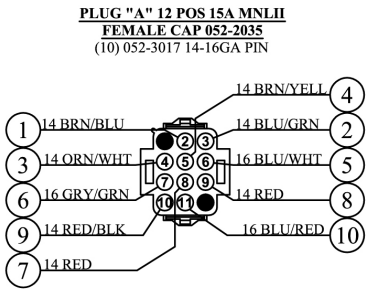 PLUG "A" 12 POS 15A MNLII
FEMALE CAP 052-2035
(10) 052-3017 14-16GA PIN
14 BRN/YELL 4
1 14 BRN/BLU
14 BLU/GRN 2
2 3
3 14 ORN/WHT
4 5 6
16 BLU/WHT 5
6 16 GRY/GRN
7 8 9
14 RED 8
9 14 RED/BLK
10 11
16 BLU/RED 10
7 14 RED